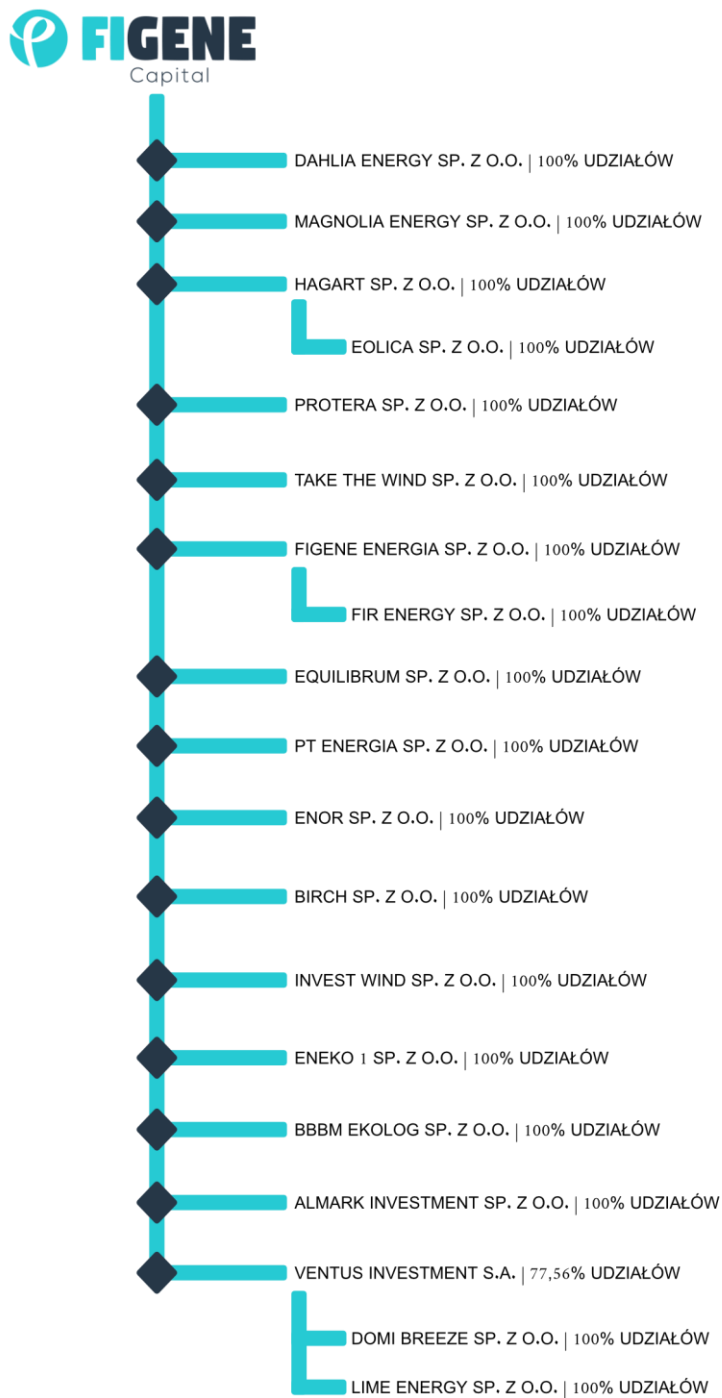 FIGENE
Capital
DAHLIA ENERGY SP. Z O.O. | 100% UDZIAŁÓW
MAGNOLIA ENERGY SP. Z O.O. | 100% UDZIAŁÓW
HAGART SP. Z O.O. | 100% UDZIAŁÓW
EOLICA SP. Z O.O. | 100% UDZIAŁÓW
PROTERA SP. Z O.O. | 100% UDZIAŁÓW
TAKE THE WIND SP. Z O.O. | 100% UDZIAŁÓW
FIGENE ENERGIA SP. Z O.O. | 100% UDZIAŁÓW
FIR ENERGY SP. Z O.O. | 100% UDZIAŁÓW
EQUILIBRUM SP. Z O.O. | 100% UDZIAŁÓW
PT ENERGIA SP. Z O.O. | 100% UDZIAŁÓW
ENOR SP. Z O.O. | 100% UDZIAŁÓW
BIRCH SP. Z O.O. | 100% UDZIAŁÓW
INVEST WIND SP. Z O.O. | 100% UDZIAŁÓW
ENEKO 1 SP. Z O.O. | 100% UDZIAŁÓW
BBBM EKOLOG SP. Z O.O. | 100% UDZIAŁÓW
ALMARK INVESTMENT SP. Z O.O. | 100% UDZIAŁÓW
VENTUS INVESTMENT S.A. | 77,56% UDZIAŁÓW
DOMI BREEZE SP. Z O.O. | 100% UDZIAŁÓW
LIME ENERGY SP. Z O.O. | 100% UDZIAŁÓW